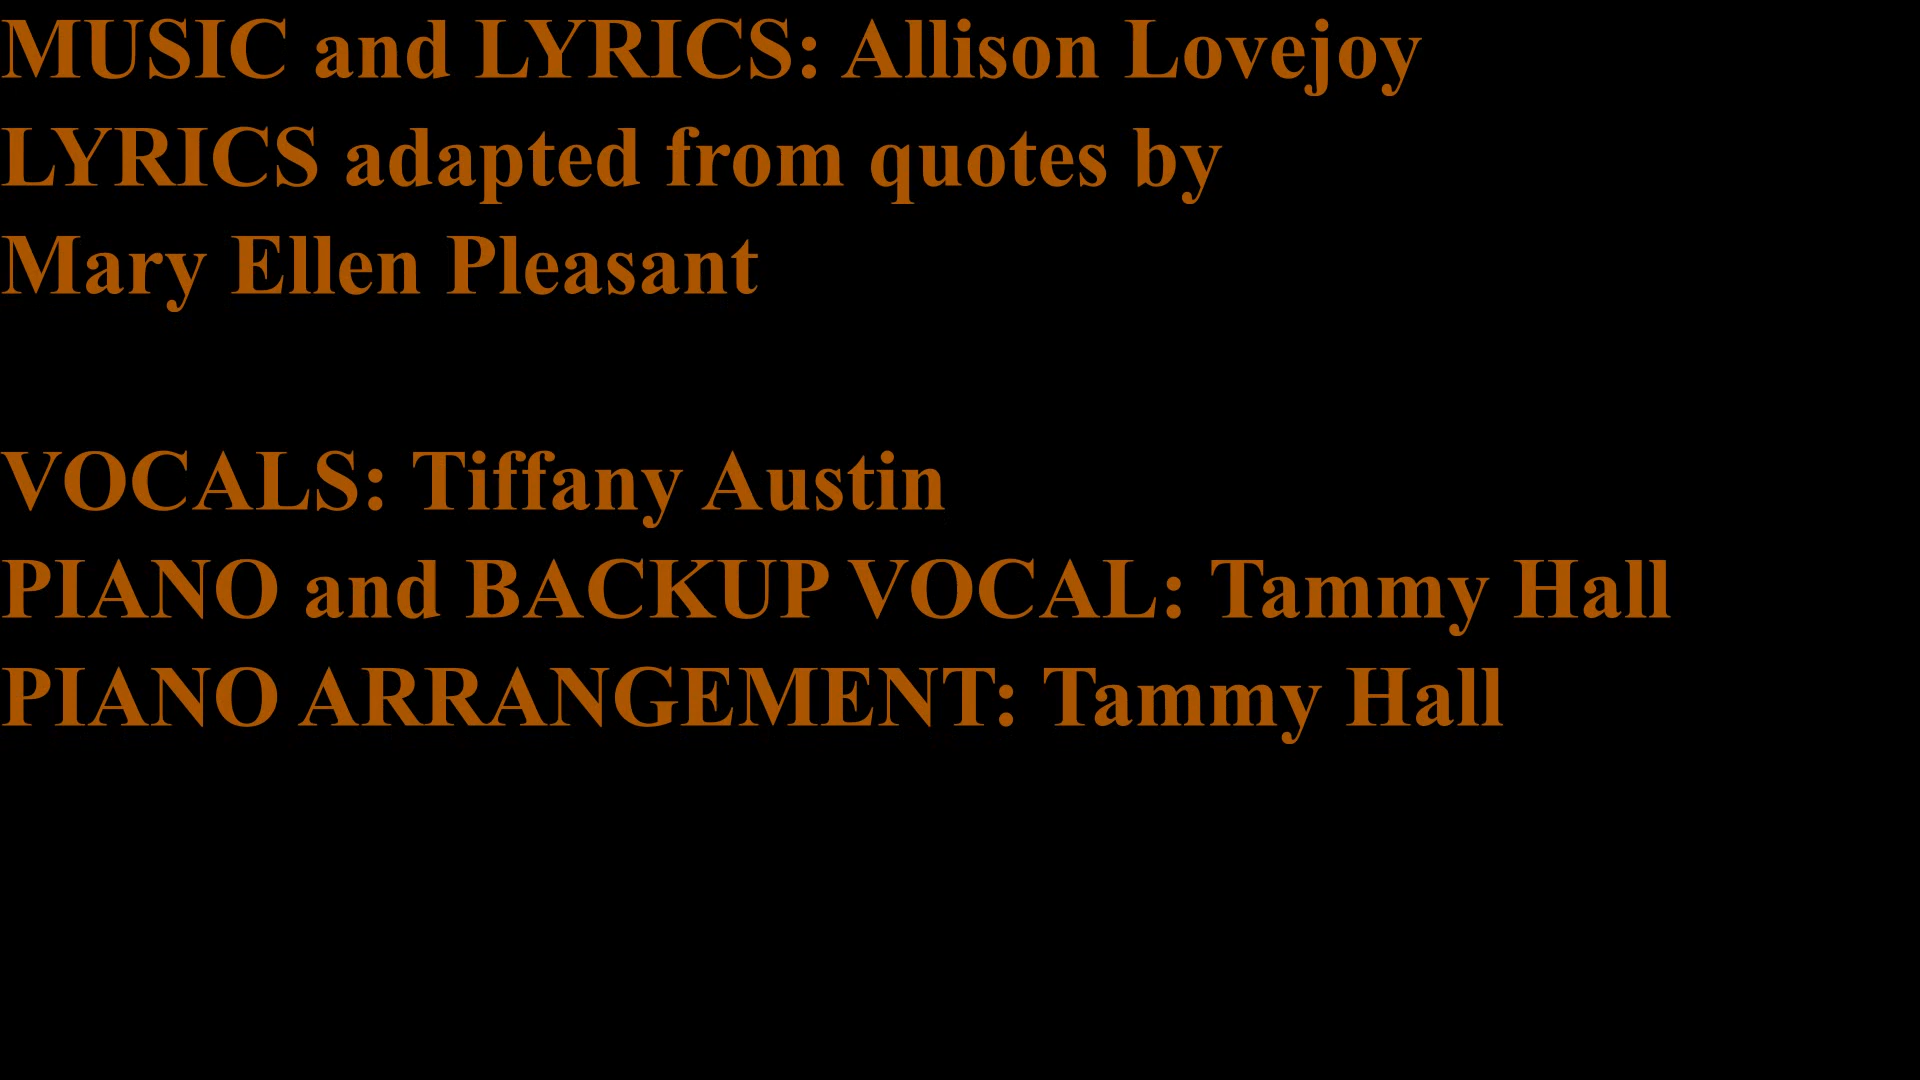 MUSIC and LYRICS: Allison Lovejoy
LYRICS adapted from quotes by
Mary Ellen Pleasant
VOCALS: Tiffany Austin
PIANO and BACKUP VOCAL: Tammy Hall
PIANO ARRANGEMENT: Tammy Hall